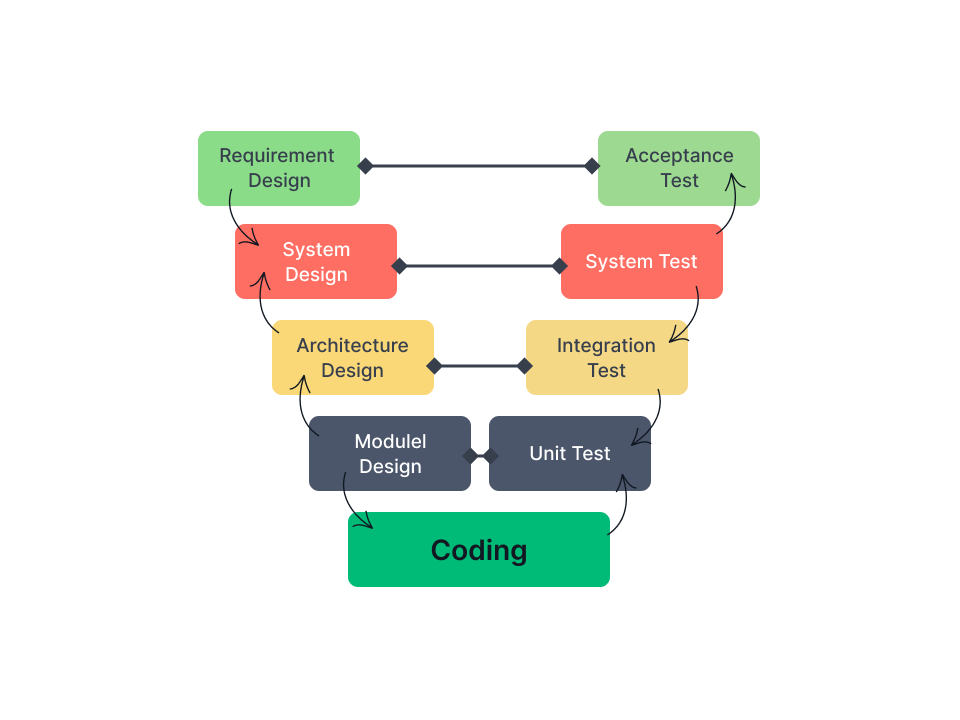 Requirement
Design
Acceptance
Test
System
Design
System Test
Architecture
Design
Integration
Test
Modulel
Design
Unit Test
Coding